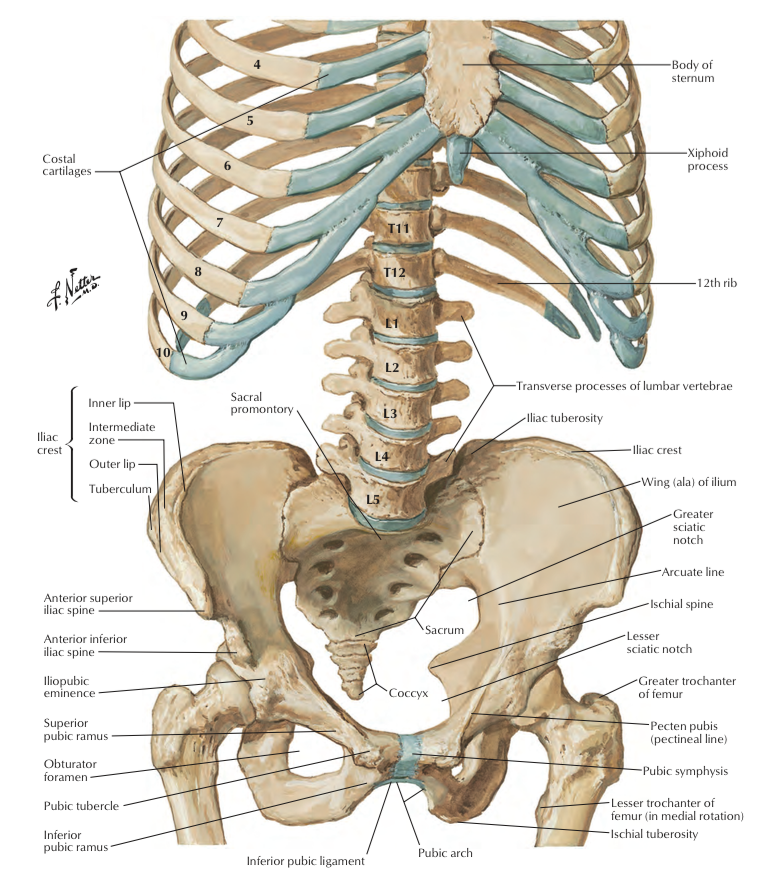 4
Body of
sternum
5
Costal
cartilages
6
Xiphoid
process
7
T11
8
T12
12th rib
F. Netter
M.D.
9
L1
10
L2
Transverse processes of lumbar vertebrae
Iliac
crest
Inner lip
Intermediate
zone
Outer lip
Tuberculum
Sacral
promontory
L3
Iliac tuberosity
L4
Iliac crest
L5
Wing (ala) of ilium
Greater
sciatic
notch
Arcuate line
Anterior superior
iliac spine
Ischial spine
Sacrum
Lesser
sciatic notch
Anterior inferior
iliac spine
Iliopubic
eminence
Coccyx
Greater trochanter
of femur
Superior
pubic ramus
Pecten pubis
(pectineal line)
Obturator
foramen
Pubic symphysis
Pubic tubercle
Lesser trochanter of
femur (in medial rotation)
Inferior
pubic ramus
Ischial tuberosity
Inferior pubic ligament
Pubic arch